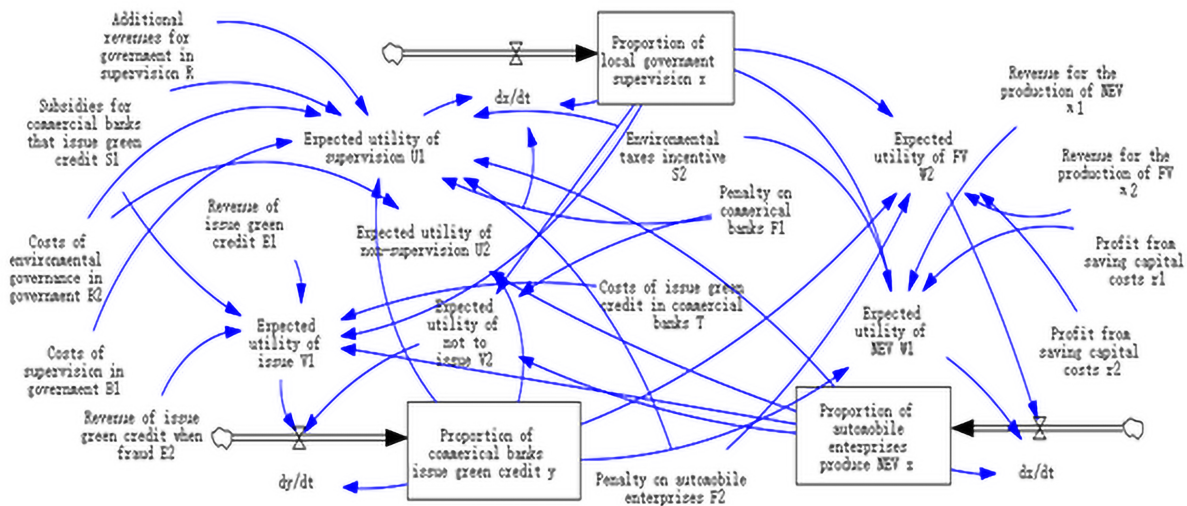 Additional
revenues for
government in
supervision R
Subsidies for
commercial banks
that issue green
credit S1
Costs of
environmental
governance in
government B2
Costs of
supervision in
government B1
Revenue of issue
green credit when
fraud E2
Revenue of
issue green
credit E1
Expected utility of
supervision U1
dx/dt
Expected utility of
non-supervision U2
Expected
utility of
issue V1
Expected
utility of
not to
issue V2
dy/dt
Proportion of
commerical banks
issue green credit y
Proportion of
local government
supervision x
Environmental
taxes incentive
S2
Penalty on
commerical
banks F1
Costs of issue green
credit in commercial
banks T
Penalty on automobile
enterprises F2
Expected
utility of FV
W2
Expected
utility of
NEV W1
Proportion of
automobile
enterprises
produce NEV z
dx/dt
Revenue for the
production of NEV
π1
Revenue for the
production of FV
π2
Profit from
saving capital
costs r1
Profit from
saving capital
costs r2